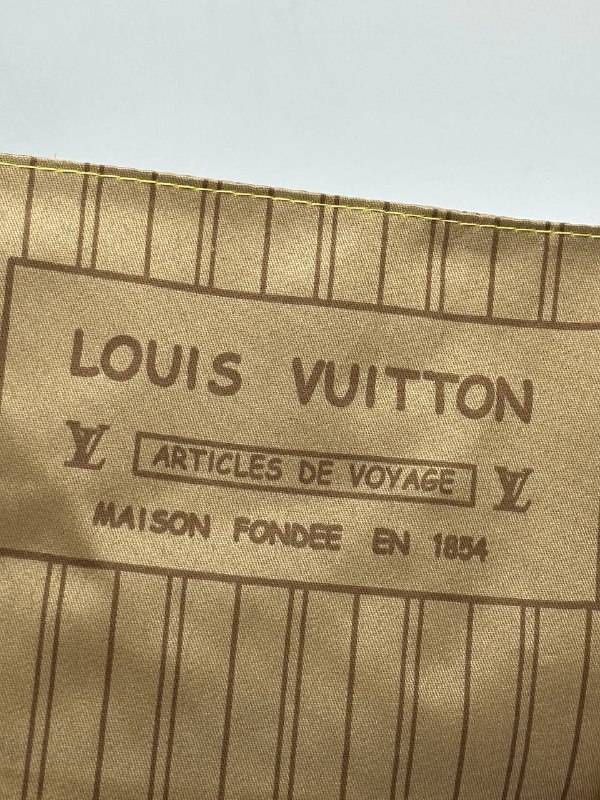 LOUIS VUITTON
LV ARTICLES DE VOYAGE LV
MAISON FONDEE EN 1854